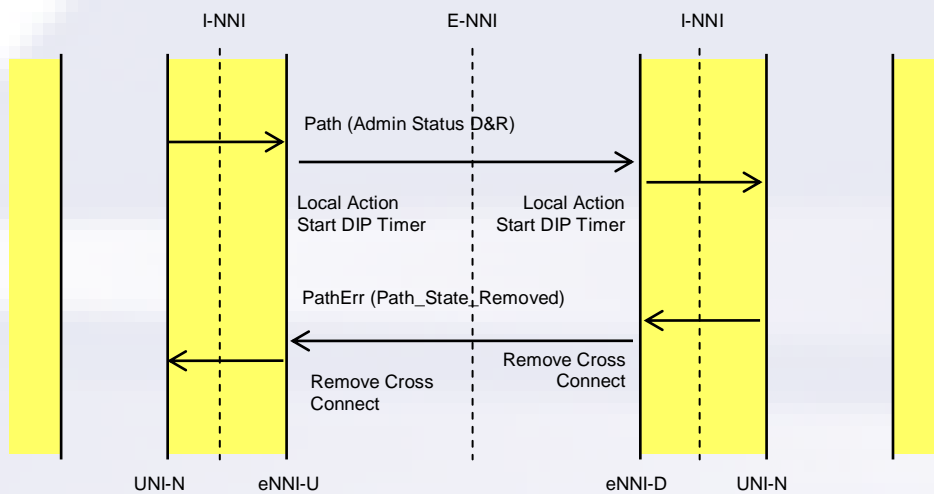 I-NNI
E-NNI
I-NNI
Path (Admin Status D&R)
Local Action
Start DIP Timer
Local Action
Start DIP Timer
PathErr (Path_State_Removed)
Remove Cross
Connect
Remove Cross
Connect
UNI-N
eNNI-U
eNNI-D
UNI-N